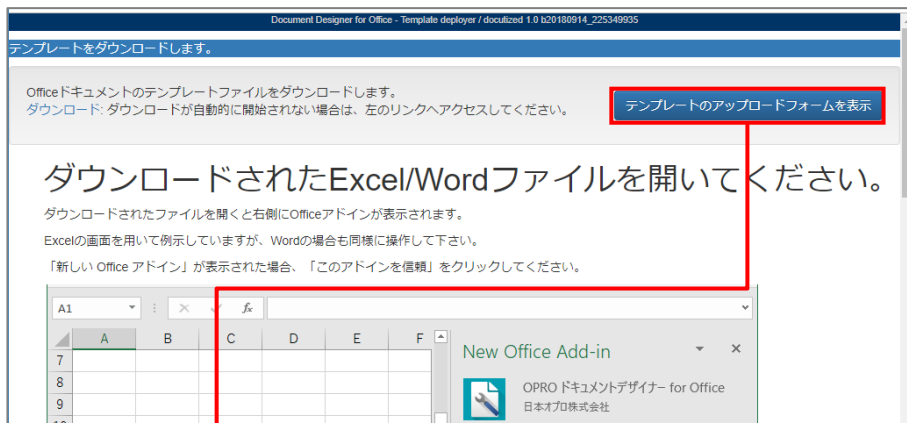 Document Designer for Office - Template deployer / docutized 1.0 b20180914_225349935
テンプレートをダウンロードします。
Officeドキュメントのテンプレートファイルをダウンロードします。
ダウンロード: ダウンロードが自動的に開始されない場合は、左のリンクへアクセスしてください。
テンプレートのアップロードフォームを表示
ダウンロードされたExcel/Wordファイルを開いてください。
ダウンロードされたファイルを開くと右側にOfficeアドインが表示されます。
Excelの画面を用いて例示していますが、Wordの場合も同様に操作して下さい。
「新しい Office アドイン」が表示された場合、「このアドインを信頼」をクリックしてください。
A1 fx
A B C D E F
7
8
9
New Office Add-in
OPRO ドキュメントデザイナー for Office
日本オプロ株式会社